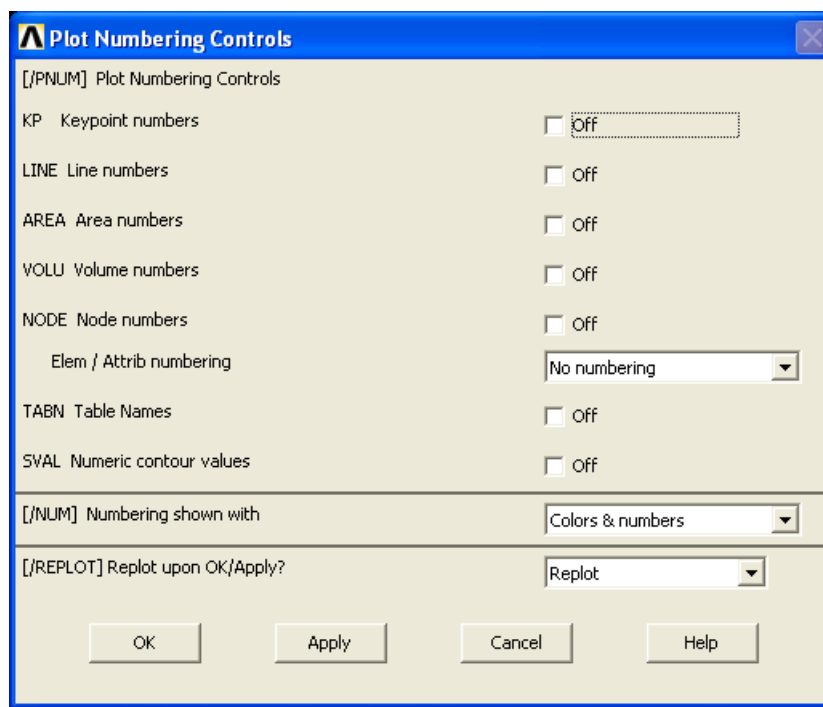 Plot Numbering Controls
[/PNUM] Plot Numbering Controls
KP Keypoint numbers Off
LINE Line numbers Off
AREA Area numbers Off
VOLU Volume numbers Off
NODE Node numbers Off
Elem / Attrib numbering No numbering
TABN Table Names Off
SVAL Numeric contour values Off
[/NUM] Numbering shown with Colors & numbers
[/REPLOT] Replot upon OK/Apply? Replot
OK Apply Cancel Help